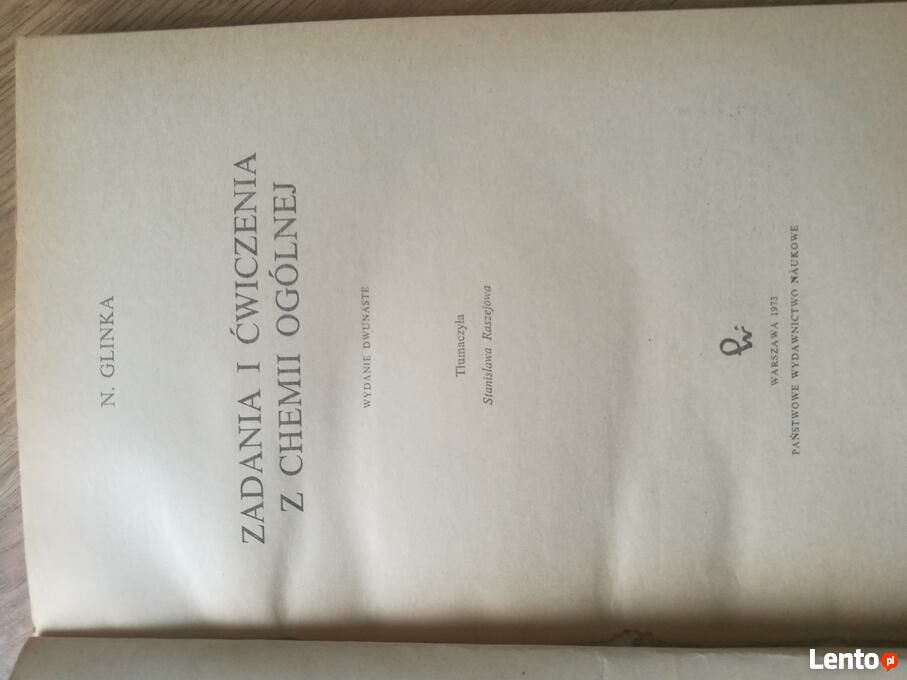 N. GLINKA
ZADANIA I ĆWICZENIA
Z CHEMII OGÓLNEJ
WYDANIE DWUNASTE
Tłumaczyła
Stanisława Raszejowa
WARSZAWA 1973
PAŃSTWOWE WYDAWNICTWO NAUKOWE
Lento.pl